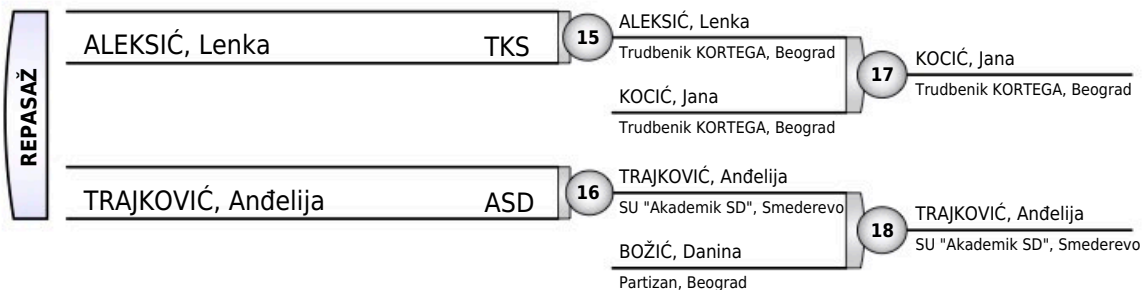 REPASAŽ
ALEKSIĆ, Lenka TKS
15
ALEKSIĆ, Lenka
Trudbenik KORTEGA, Beograd
KOCIĆ, Jana
Trudbenik KORTEGA, Beograd
17
KOCIĆ, Jana
Trudbenik KORTEGA, Beograd
TRAJKOVIĆ, Anđelija ASD
16
TRAJKOVIĆ, Anđelija
SU "Akademik SD", Smederevo
BOŽIĆ, Danina
Partizan, Beograd
18
TRAJKOVIĆ, Anđelija
SU "Akademik SD", Smederevo